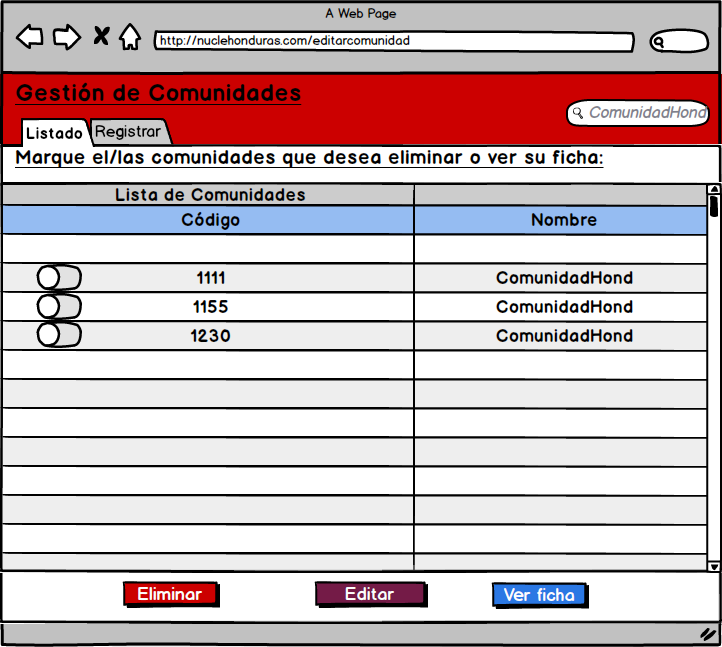 A Web Page
http://nuclehonduras.com/editarcomunidad
Gestión de Comunidades
ComunidadHond
Listado
Registrar
Marque el/las comunidades que desea eliminar o ver su ficha:
Lista de Comunidades
Código Nombre
1111 ComunidadHond
1155 ComunidadHond
1230 ComunidadHond
Eliminar Editar Ver ficha